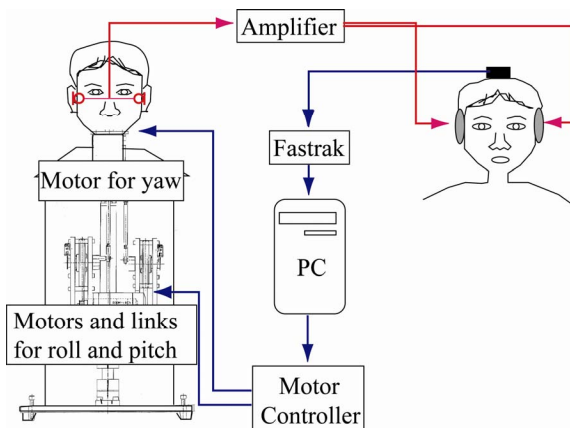 Amplifier
Fastrak
Motor for yaw
PC
Motors and links
for roll and pitch
Motor
Controller